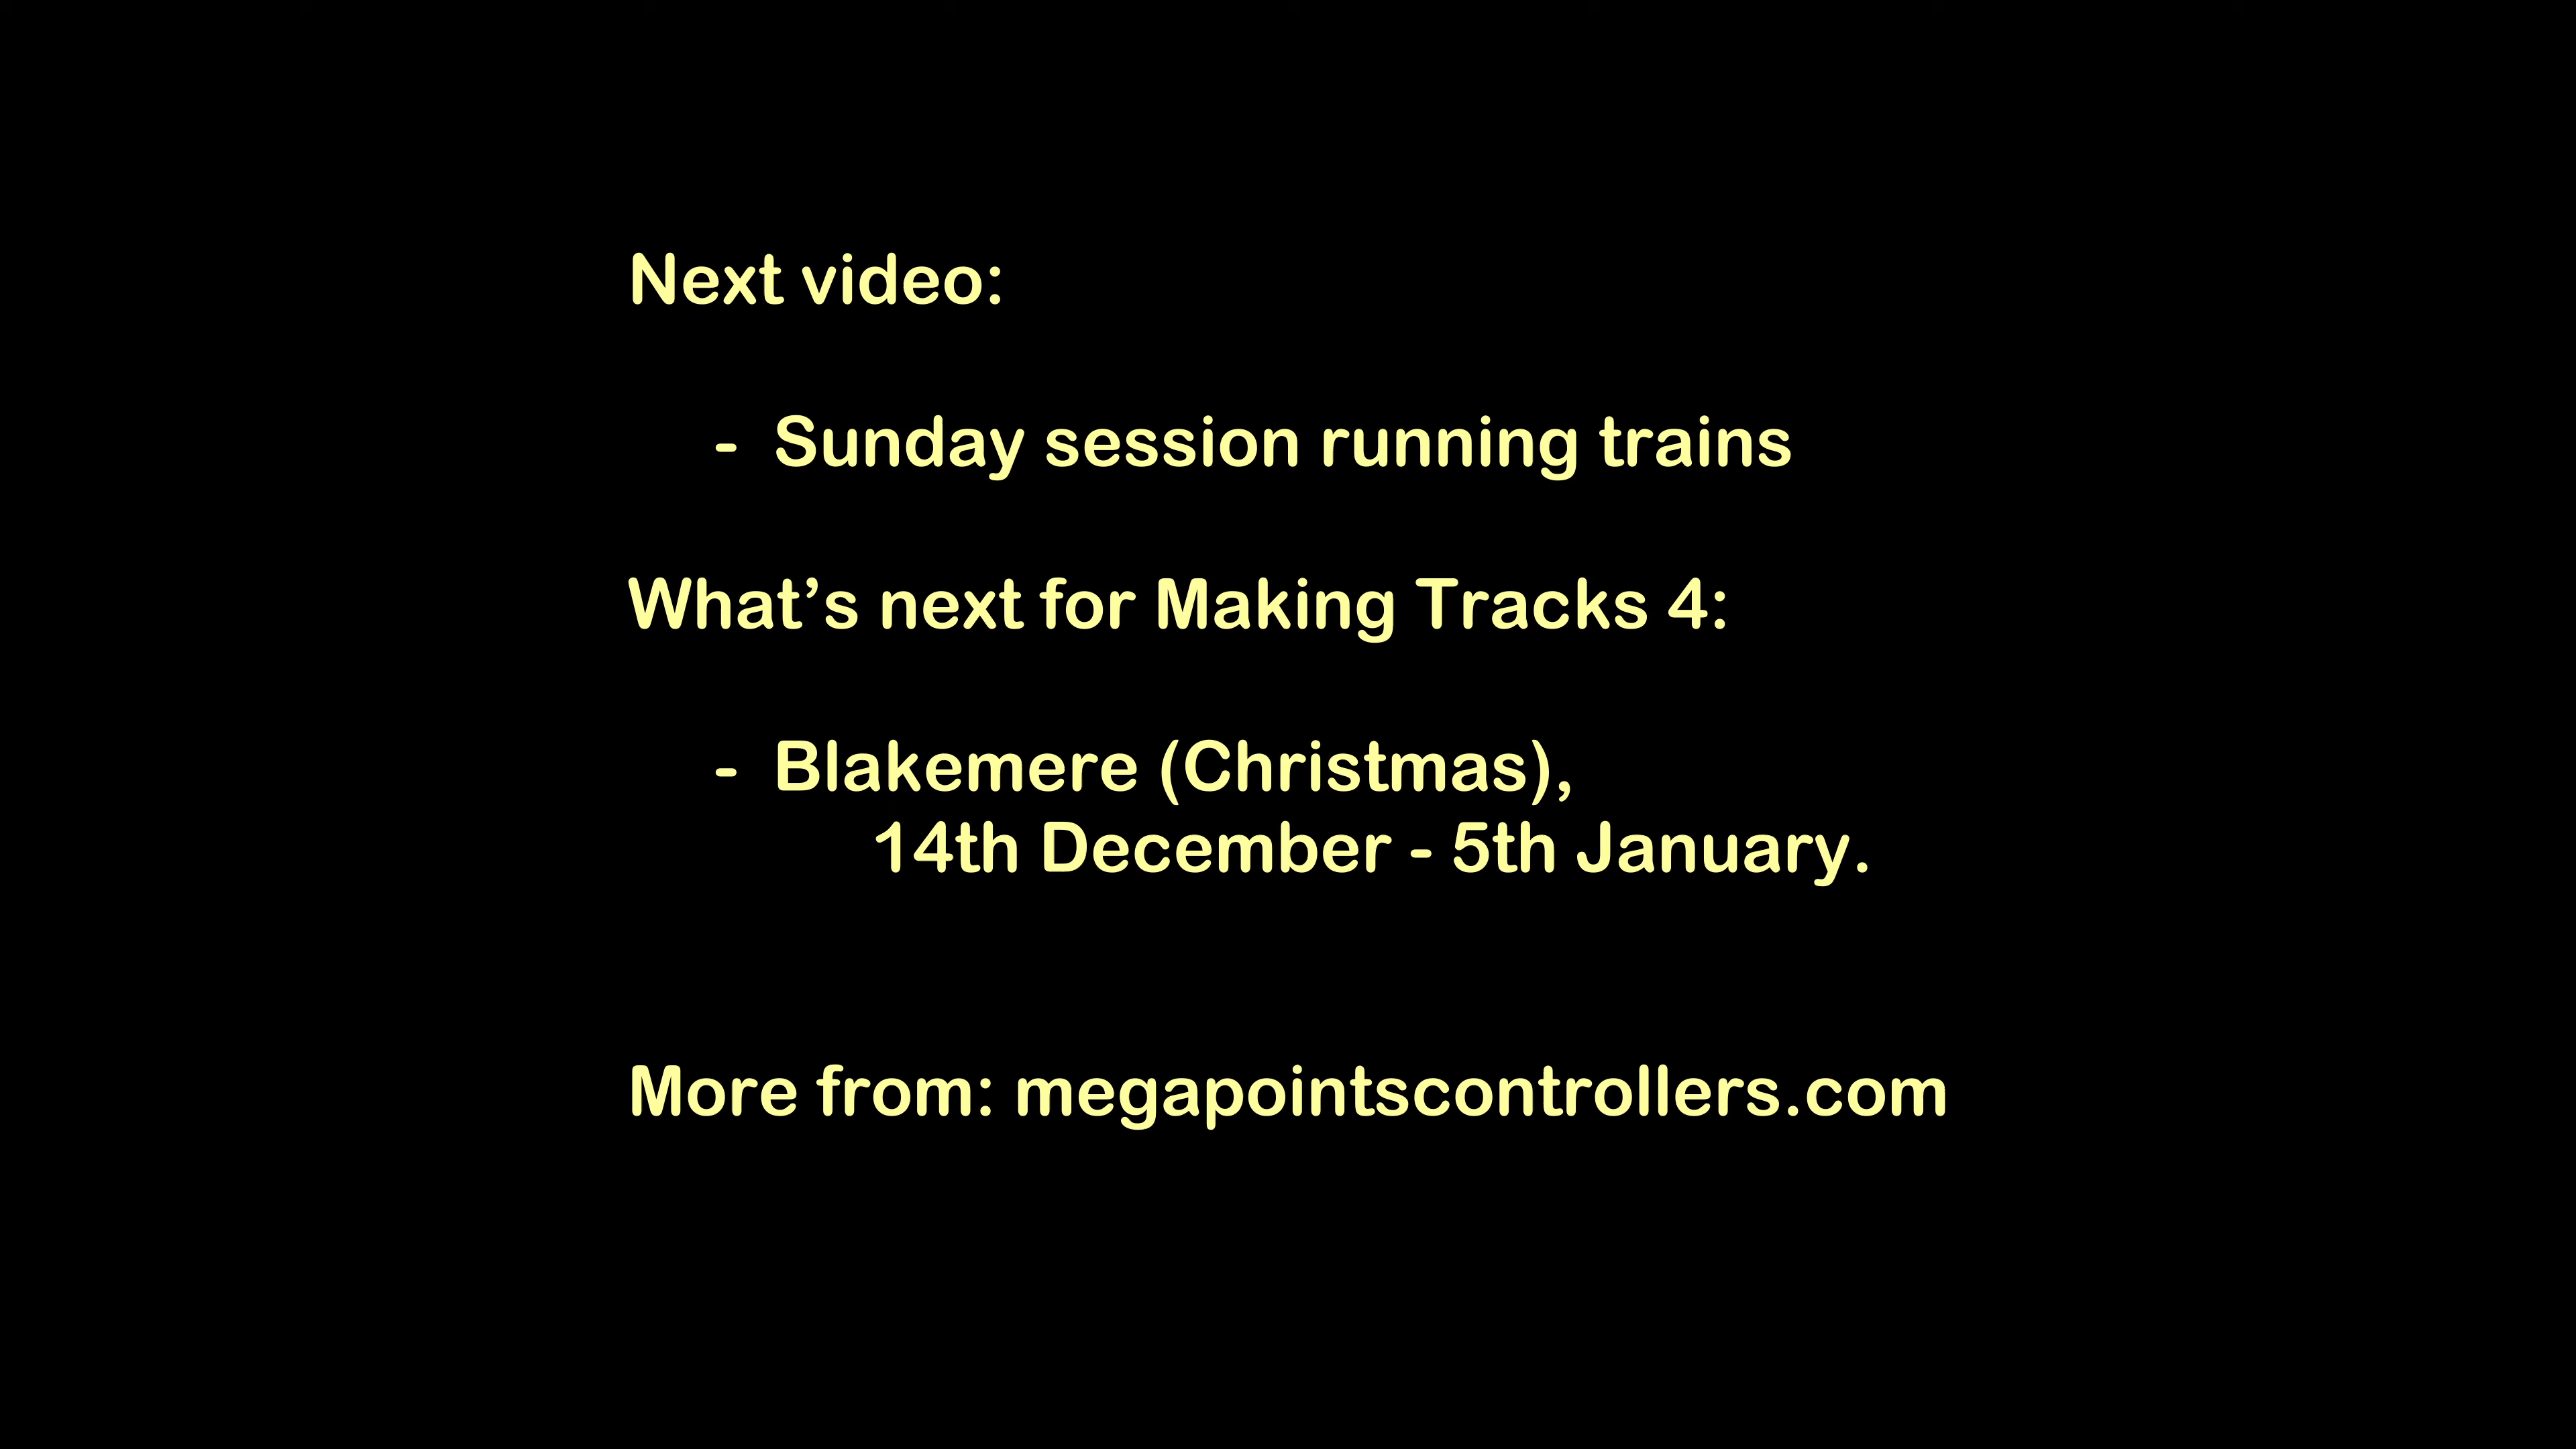 Next video:
- Sunday session running trains
What’s next for Making Tracks 4:
- Blakemere (Christmas),
14th December - 5th January.
More from: megapointscontrollers.com